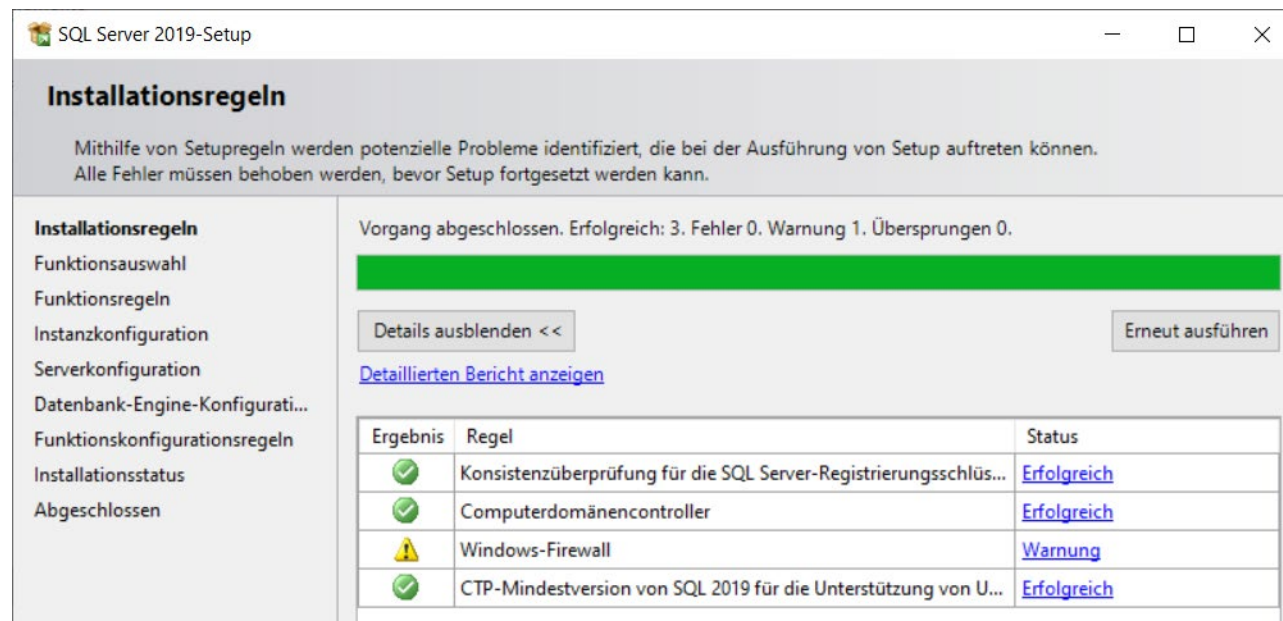 SQL Server 2019-Setup
Installationsregeln
Mithilfe von Setupregeln werden potenzielle Probleme identifiziert, die bei der Ausführung von Setup auftreten können.
Alle Fehler müssen behoben werden, bevor Setup fortgesetzt werden kann.
Installationsregeln
Funktionsauswahl
Funktionsregeln
Instanzkonfiguration
Serverkonfiguration
Datenbank-Engine-Konfigurati...
Funktionskonfigurationsregeln
Installationsstatus
Abgeschlossen
Vorgang abgeschlossen. Erfolgreich: 3. Fehler 0. Warnung 1. Übersprungen 0.
Details ausblenden << Erneut ausführen
Detaillierten Bericht anzeigen
Ergebnis Regel Status
Konsistenzüberprüfung für die SQL Server-Registrierungsschlüs... Erfolgreich
Computerdomänencontroller Erfolgreich
Windows-Firewall Warnung
CTP-Mindestversion von SQL 2019 für die Unterstützung von U... Erfolgreich